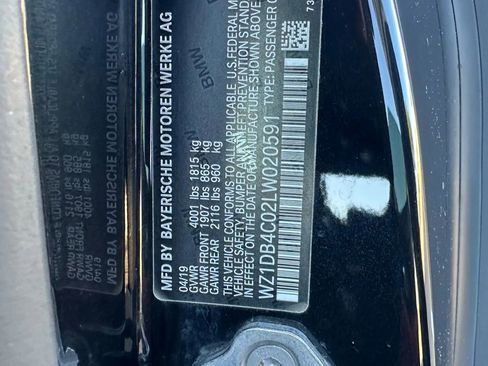 MFD BY BAYERISCHE MOTOREN WERKE AG
04/19
GVWR 4001 lbs 1815 kg
GAWR FRONT 1907 lbs 865 kg
GAWR REAR 2116 lbs 960 kg
THIS VEHICLE CONFORMS TO ALL APPLICABLE U.S. FEDERAL
VEHICLE SAFETY, BUMPER AND THEFT PREVENTION STANDARDS
IN EFFECT ON THE DATE OF MANUFACTURE SHOWN ABOVE
WZ1DB4C02LW020591 TYPE: PASSENGER
BMW